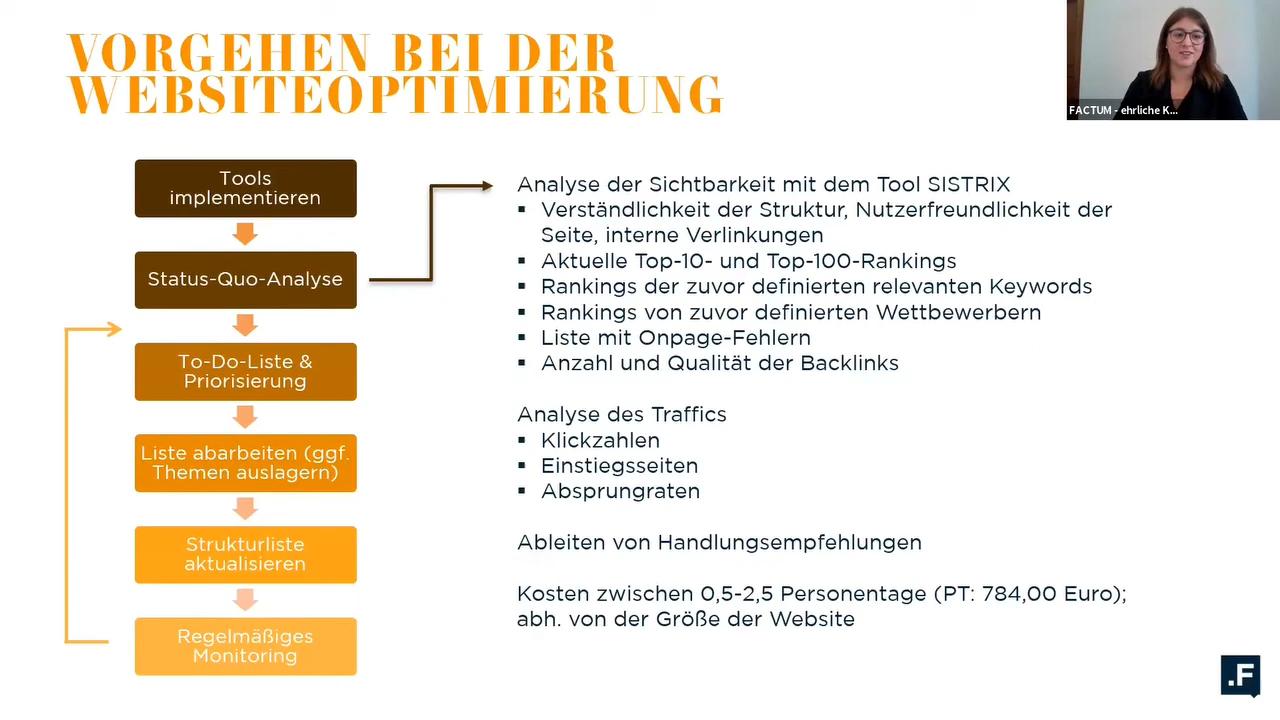 VORGEHEN BEI DER
WEBSITEOPTIMIERUNG
FACTUM - ehrliche K...
Tools
implementieren
Status-Quo-Analyse
To-Do-Liste &
Priorisierung
Liste abarbeiten (ggf.
Themen auslagern)
Strukturliste
aktualisieren
Regelmäßiges
Monitoring
Analyse der Sichtbarkeit mit dem Tool SISTRIX
▪ Verständlichkeit der Struktur, Nutzerfreundlichkeit der
Seite, interne Verlinkungen
▪ Aktuelle Top-10- und Top-100-Rankings
▪ Rankings der zuvor definierten relevanten Keywords
▪ Rankings von zuvor definierten Wettbewerbern
▪ Liste mit Onpage-Fehlern
▪ Anzahl und Qualität der Backlinks
Analyse des Traffics
▪ Klickzahlen
▪ Einstiegsseiten
▪ Absprungraten
Ableiten von Handlungsempfehlungen
Kosten zwischen 0,5-2,5 Personentage (PT: 784,00 Euro);
abh. von der Größe der Website
.F